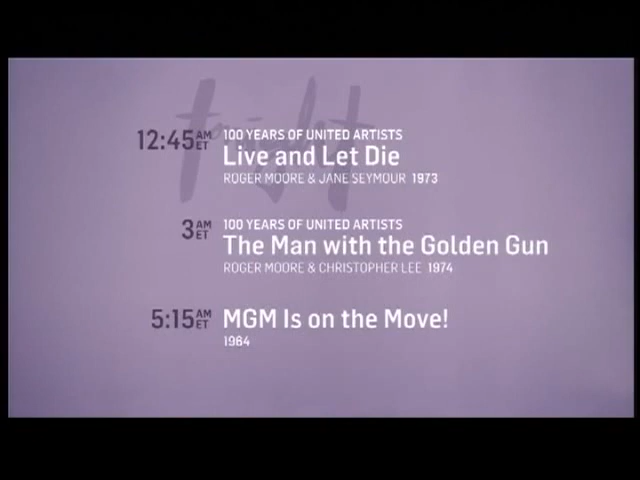 tonight
12:45 AM ET
100 YEARS OF UNITED ARTISTS
Live and Let Die
ROGER MOORE & JANE SEYMOUR 1973
3 AM ET
100 YEARS OF UNITED ARTISTS
The Man with the Golden Gun
ROGER MOORE & CHRISTOPHER LEE 1974
5:15 AM ET
MGM Is on the Move!
1964